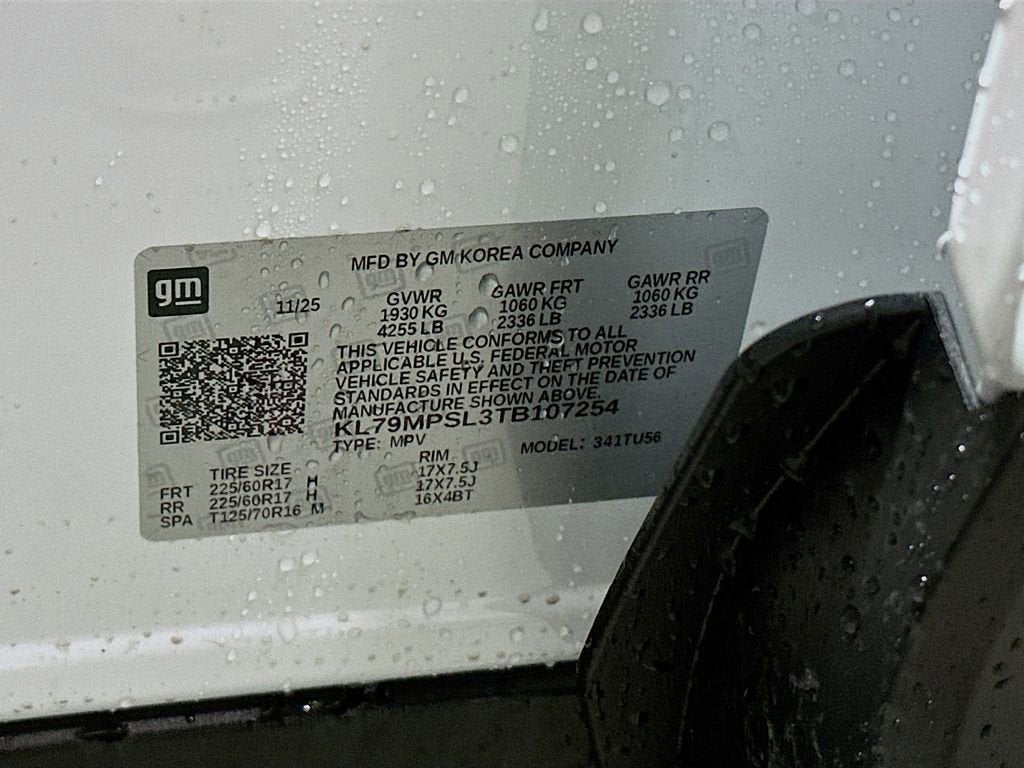 gm
MFD BY GM KOREA COMPANY
11/25
GVWR GAWR FRT GAWR RR
1930 KG 1060 KG 1060 KG
4255 LB 2336 LB 2336 LB
THIS VEHICLE CONFORMS TO ALL
APPLICABLE U.S. FEDERAL MOTOR
VEHICLE SAFETY AND THEFT PREVENTION
STANDARDS IN EFFECT ON THE DATE OF
MANUFACTURE SHOWN ABOVE.
KL79MPSL3TB107254
TYPE: MPV MODEL: 341TU56
TIRE SIZE RIM
FRT 225/60R17 H 17X7.5J
RR 225/60R17 H 17X7.5J
SPA T125/70R16 M 16X4BT